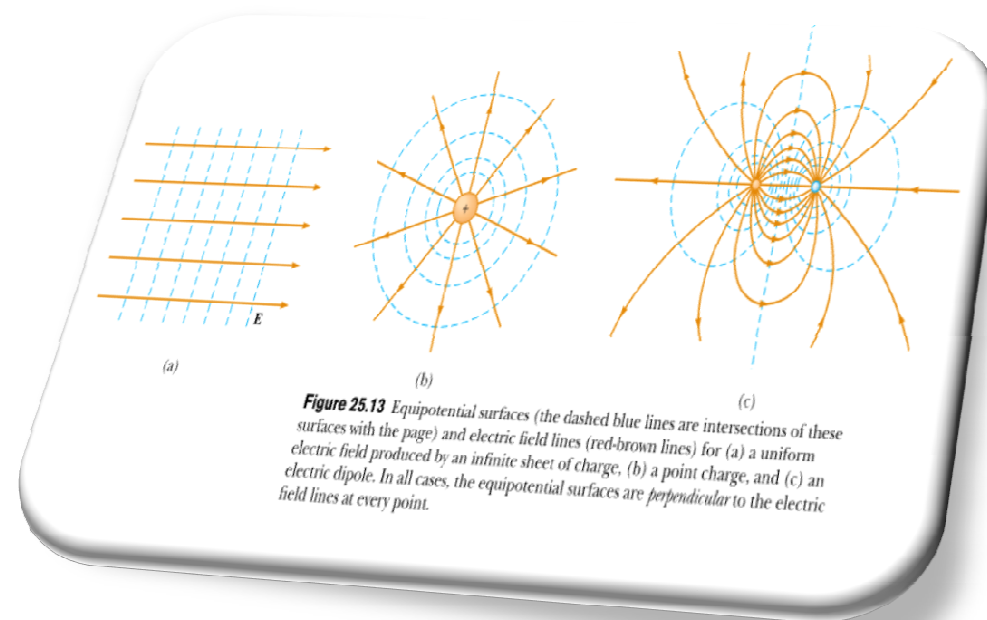 E
+
(a)
(b)
(c)
Figure 25.13 Equipotential surfaces (the dashed blue lines are intersections of these
surfaces with the page) and electric field lines (red-brown lines) for (a) a uniform
electric field produced by an infinite sheet of charge, (b) a point charge, and (c) an
electric dipole. In all cases, the equipotential surfaces are perpendicular to the electric
field lines at every point.